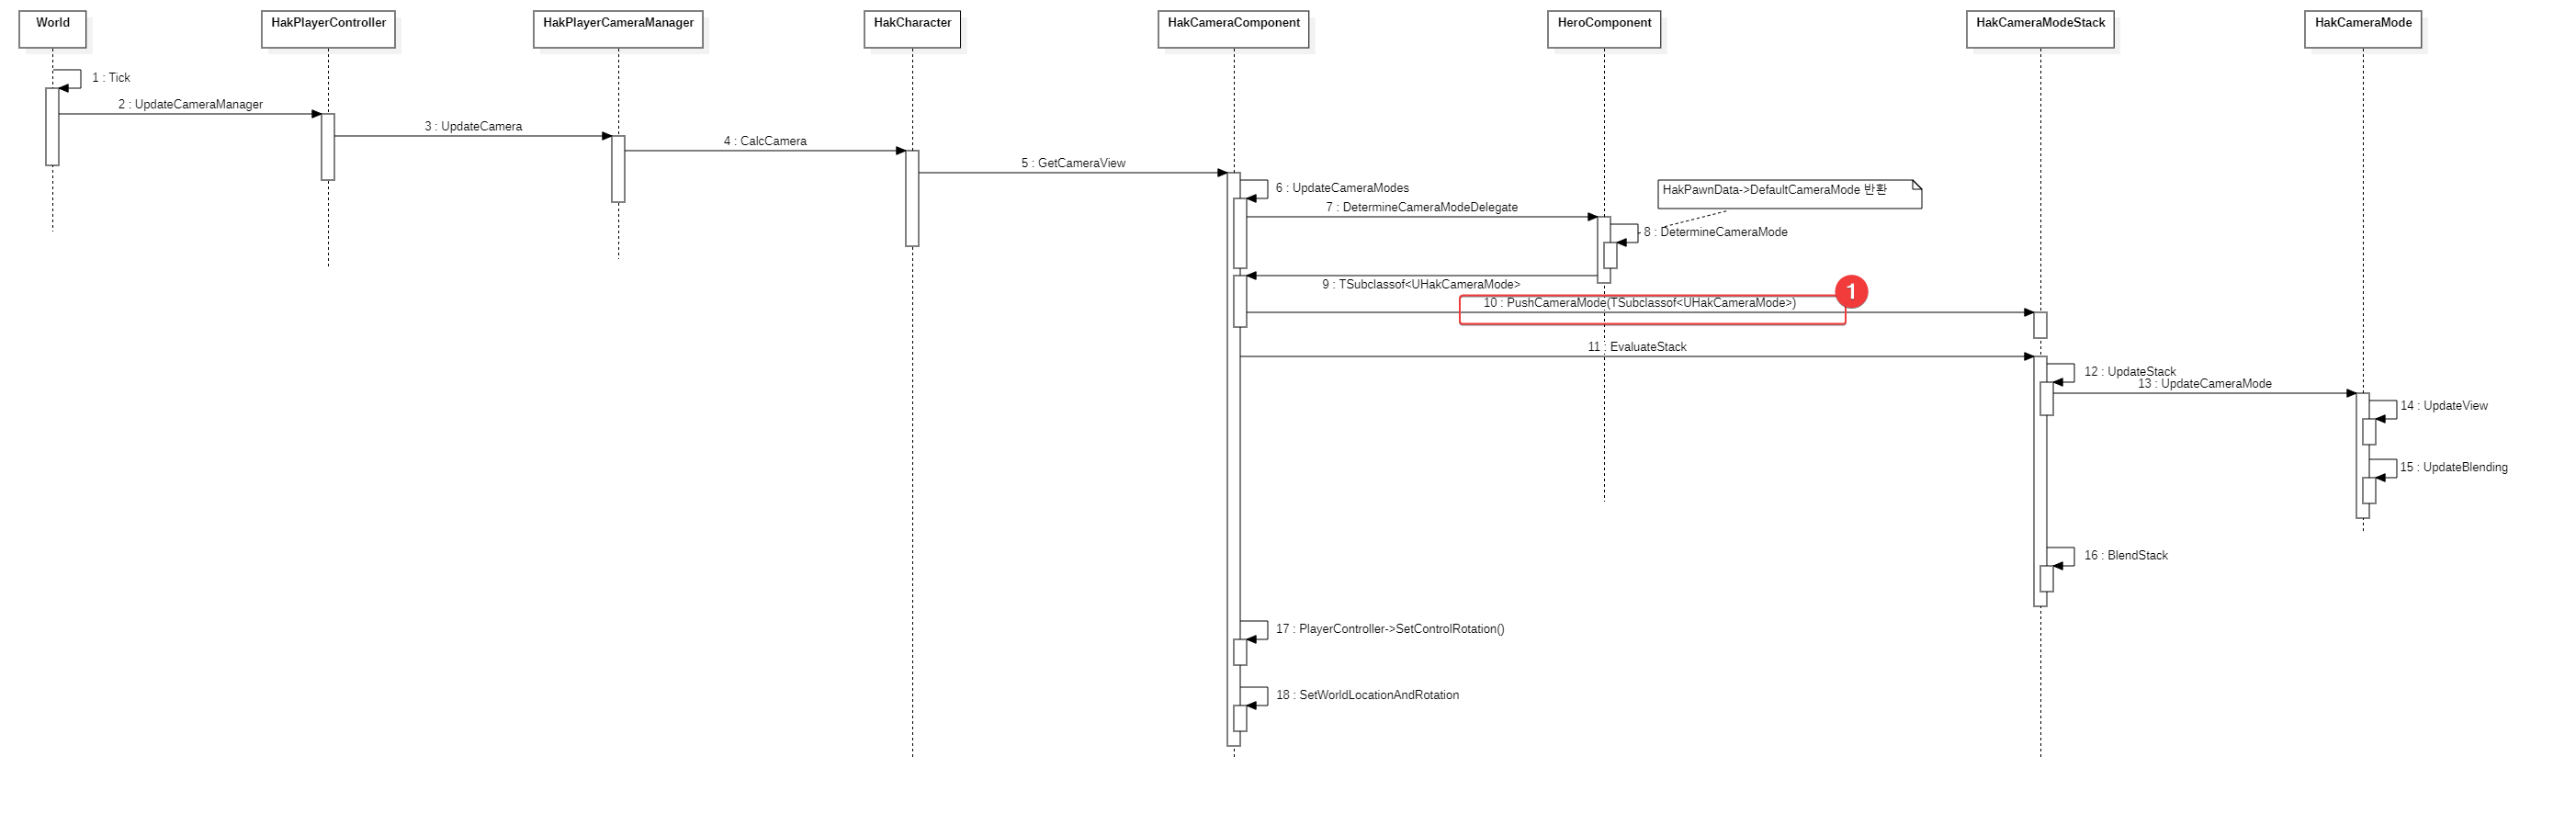 World
HakPlayerController
HakPlayerCameraManager
HakCharacter
HakCameraComponent
HeroComponent
HakCameraModeStack
HakCameraMode
1 : Tick
2 : UpdateCameraManager
3 : UpdateCamera
4 : CalcCamera
5 : GetCameraView
6 : UpdateCameraModes
HakPawnData->DefaultCameraMode 반환
7 : DetermineCameraModeDelegate
8 : DetermineCameraMode
9 : TSubclassof<UHakCameraMode>
1
10 : PushCameraMode(TSubclassof<UHakCameraMode>)
11 : EvaluateStack
12 : UpdateStack
13 : UpdateCameraMode
14 : UpdateView
15 : UpdateBlending
16 : BlendStack
17 : PlayerController->SetControlRotation()
18 : SetWorldLocationAndRotation